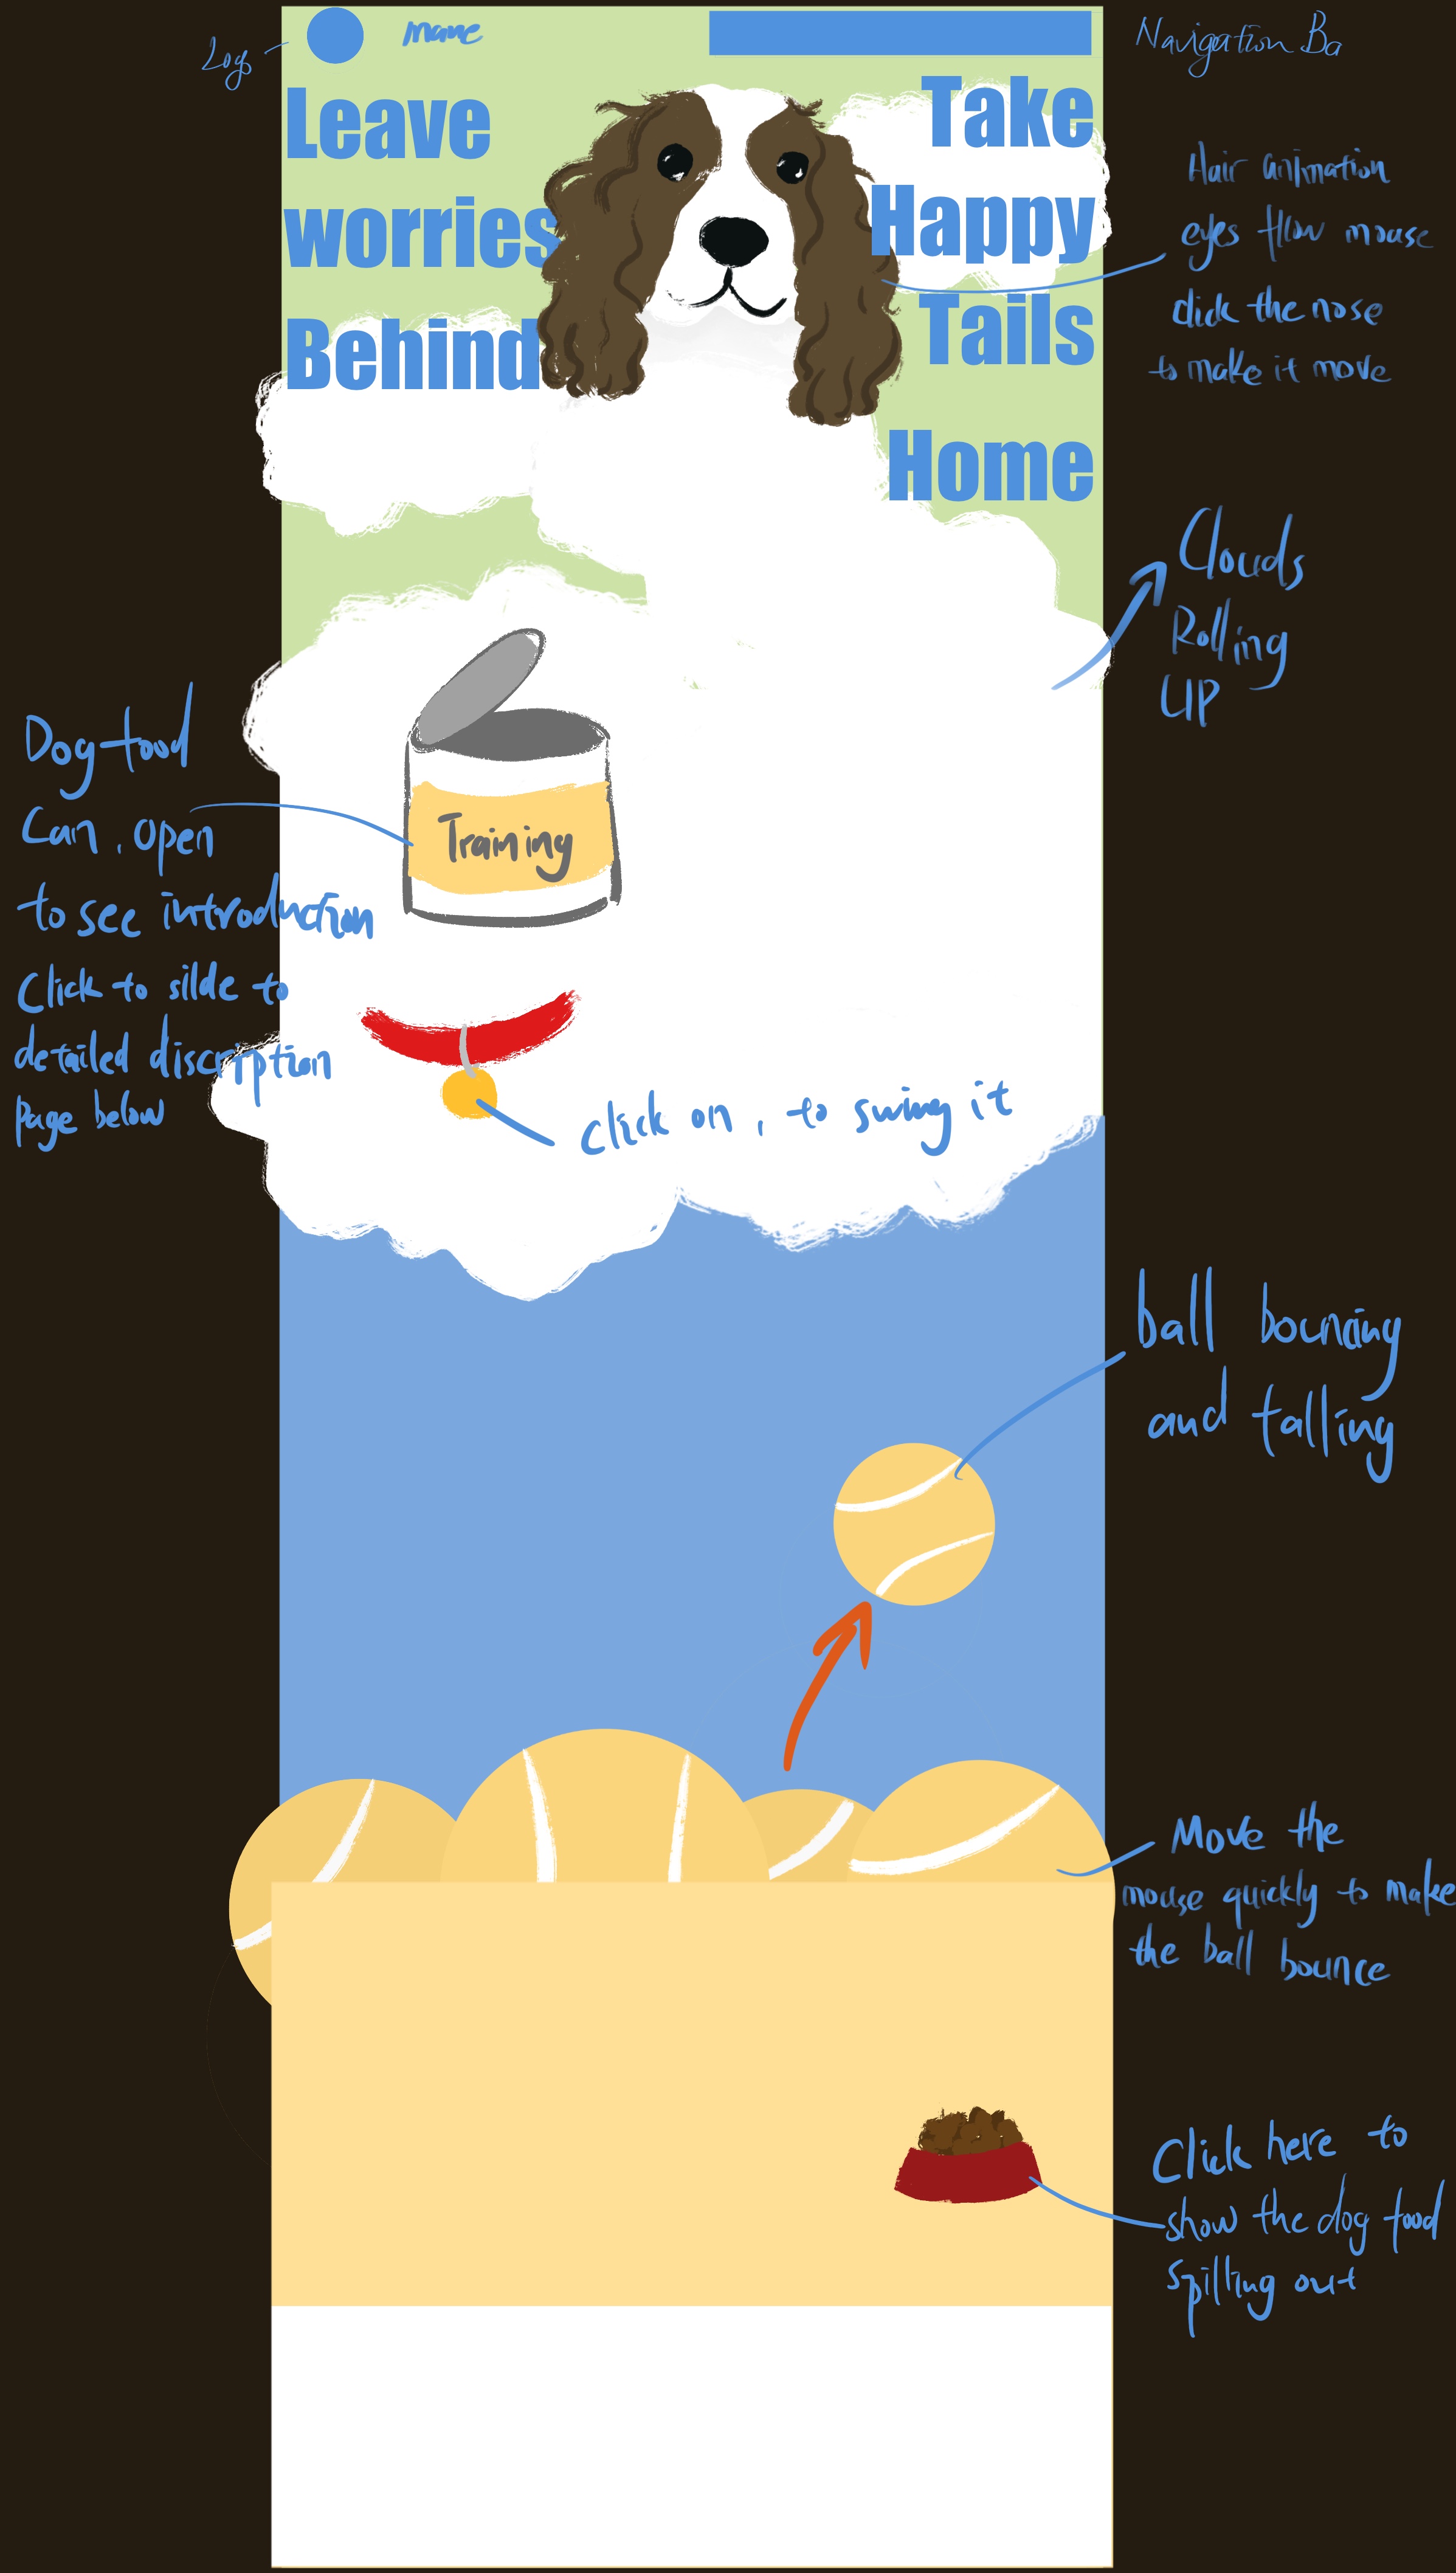 Logo
mame
Navigation Ba
Leave
worries
Behind
Take
Happy
Tails
Home
Hair animation
eyes flow mouse
click the nose
to make it move
Clouds
Rolling
UP
Dog food
Can, open
to see introduction
Click to silde to
detailed discription
page below
Training
click on, to swing it
ball bouncing
and falling
Move the
mouse quickly to make
the ball bounce
Click here to
show the dog food
spilling out